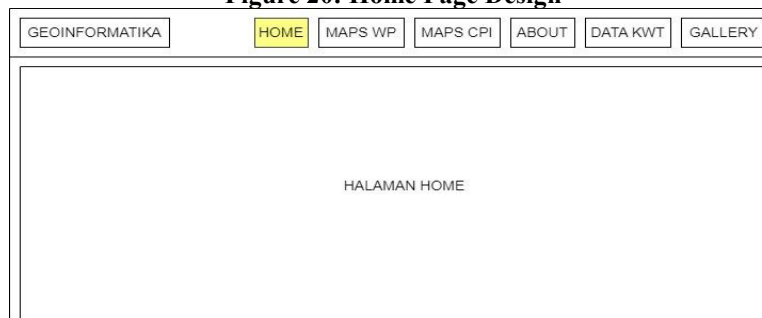 Figure 20. Home Page Design
GEOINFORMATIKA HOME MAPS WP MAPS CPI ABOUT DATA KWT GALLERY
HALAMAN HOME